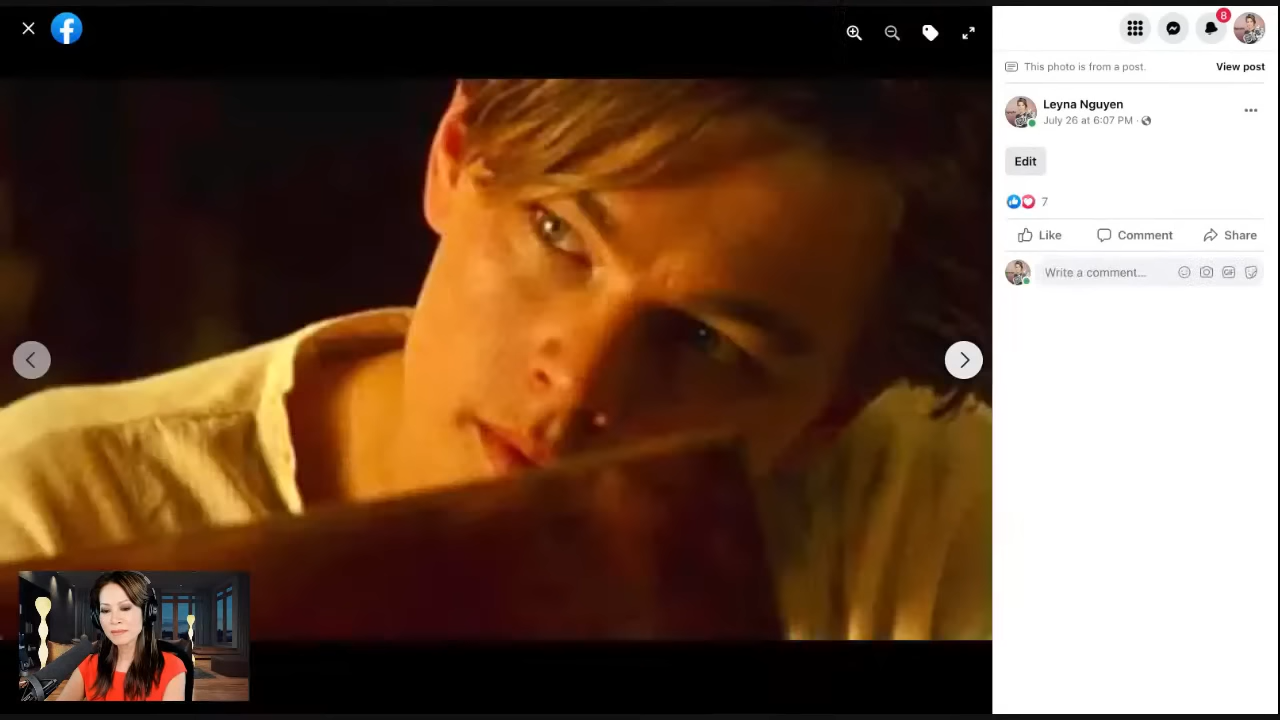 8
This photo is from a post.
View post
Leyna Nguyen
July 26 at 6:07 PM ·
Edit
7
Like
Comment
Share
Write a comment...
GIF